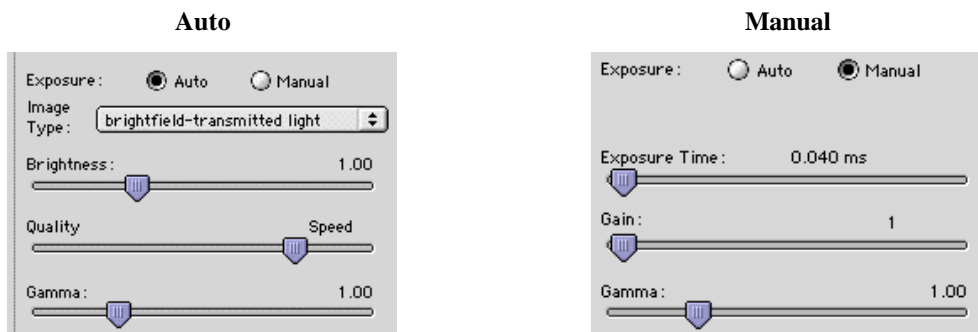 Auto
Exposure: Auto Manual
Image
Type: brightfield-transmitted light
Brightness: 1.00
Quality Speed
Gamma: 1.00
Manual
Exposure: Auto Manual
Exposure Time: 0.040 ms
Gain: 1
Gamma: 1.00